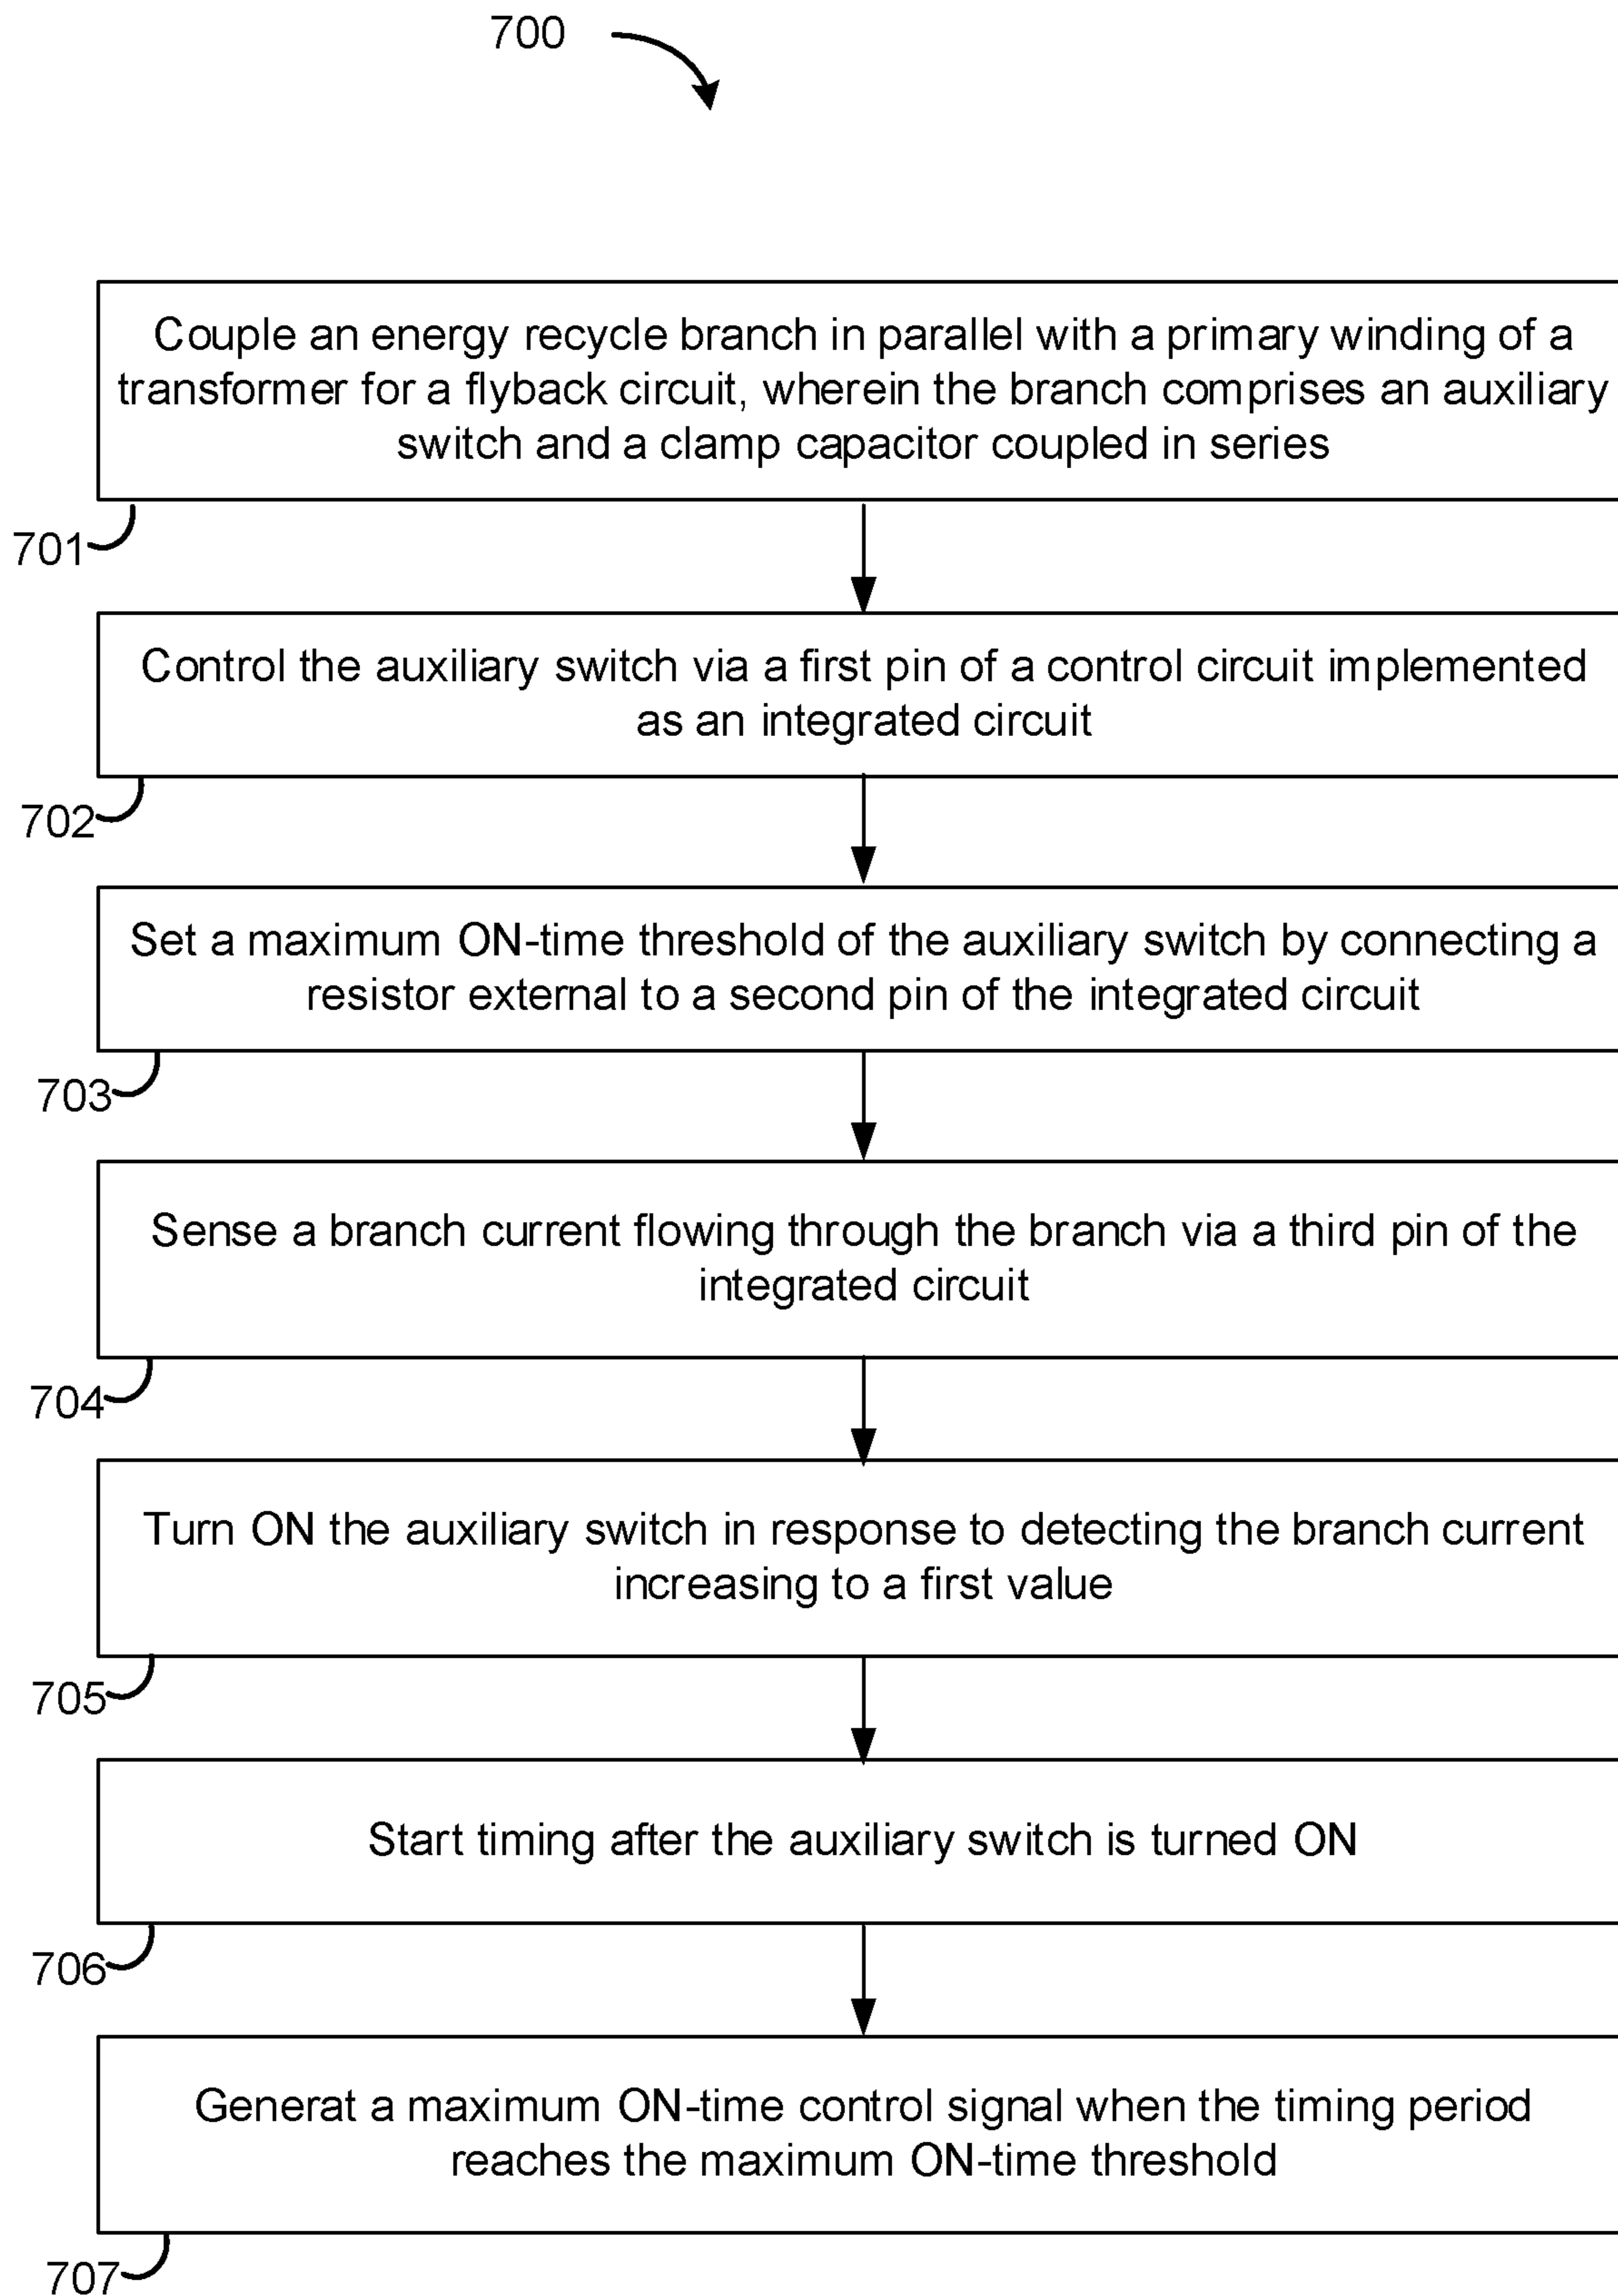 700
Couple an energy recycle branch in parallel with a primary winding of a
transformer for a flyback circuit, wherein the branch comprises an auxiliary
switch and a clamp capacitor coupled in series
701
Control the auxiliary switch via a first pin of a control circuit implemented
as an integrated circuit
702
Set a maximum ON-time threshold of the auxiliary switch by connecting a
resistor external to a second pin of the integrated circuit
703
Sense a branch current flowing through the branch via a third pin of the
integrated circuit
704
Turn ON the auxiliary switch in response to detecting the branch current
increasing to a first value
705
Start timing after the auxiliary switch is turned ON
706
Generat a maximum ON-time control signal when the timing period
reaches the maximum ON-time threshold
707